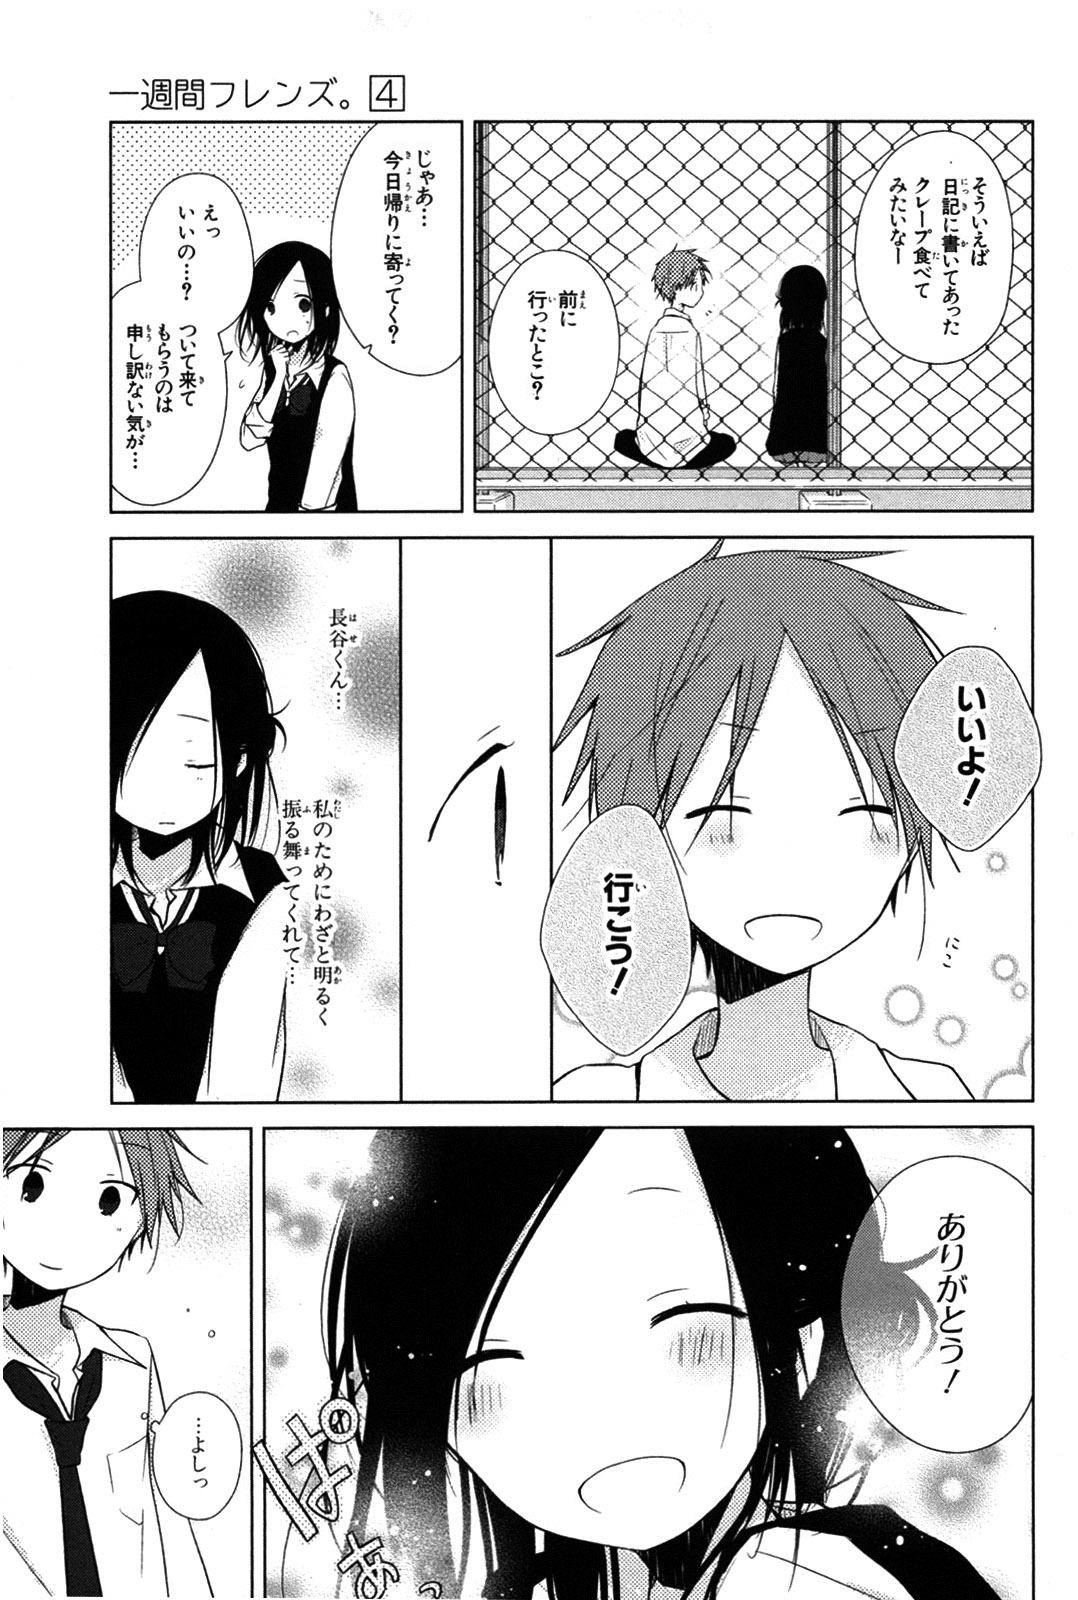 一週間フレンズ。4
そういえば
日記に書いてあった
クレープ食べて
みたいなー
前に
行ったとこ?
じゃあ…
今日帰りに寄ってく?
えっ
いいの…?
ついて来て
もらうのは
申し訳ない気が…
いいよ!
行こう!
にこ
長谷くん…
私のためにわざと明るく
振る舞ってくれて…
ありがとう!
ぱあっ
…よしっ